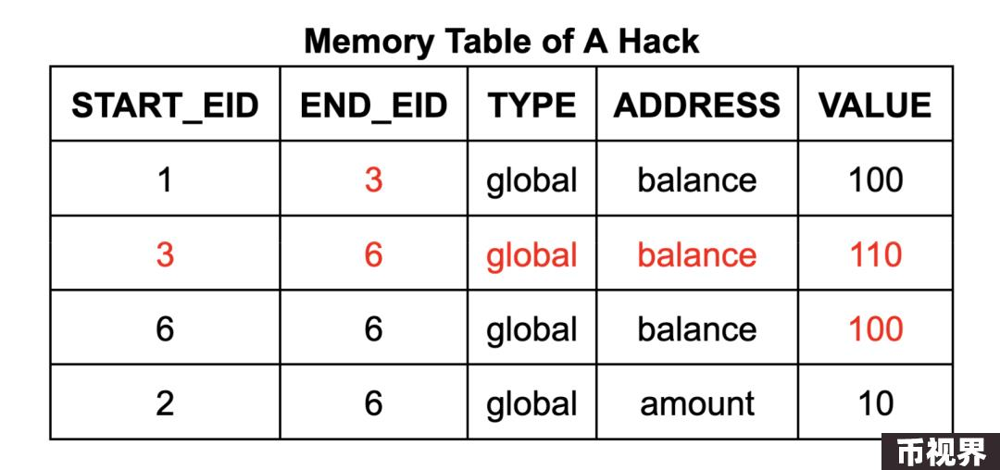 Memory Table of A Hack
START_EID END_EID TYPE ADDRESS VALUE
1 3 global balance 100
3 6 global balance 110
6 6 global balance 100
2 6 global amount 10
币视界